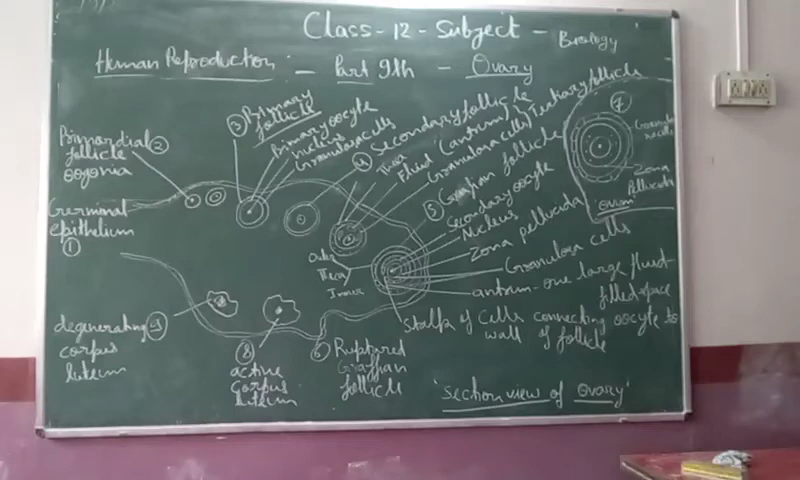 Class - 12 - Subject - Biology
Human Reproduction - Part 9th - Ovary
Primordial ②
follicle
oogonia
Germinal
epithelium
①
③ Primary
follicle
Primary oocyte
nucleus
Granulosa cells
④ Secondary follicle
Theca
Fluid (antrum)
Granulosa cells
Tertiary follicle
⑤ Graafian follicle
Secondary oocyte
Nucleus
Zona pellucida
Granulosa cells
antrum - one large fluid-
filled space
Stalk of cells connecting oocyte to
wall of follicle
Outer
Theca
Inner
⑥ Ruptured
Graafian
follicle
⑦
Granulosa
cells
Zona
Pellucida
"ovum"
⑧
active
corpus
luteum
degenerating ⑨
corpus
luteum
"Section view of Ovary"